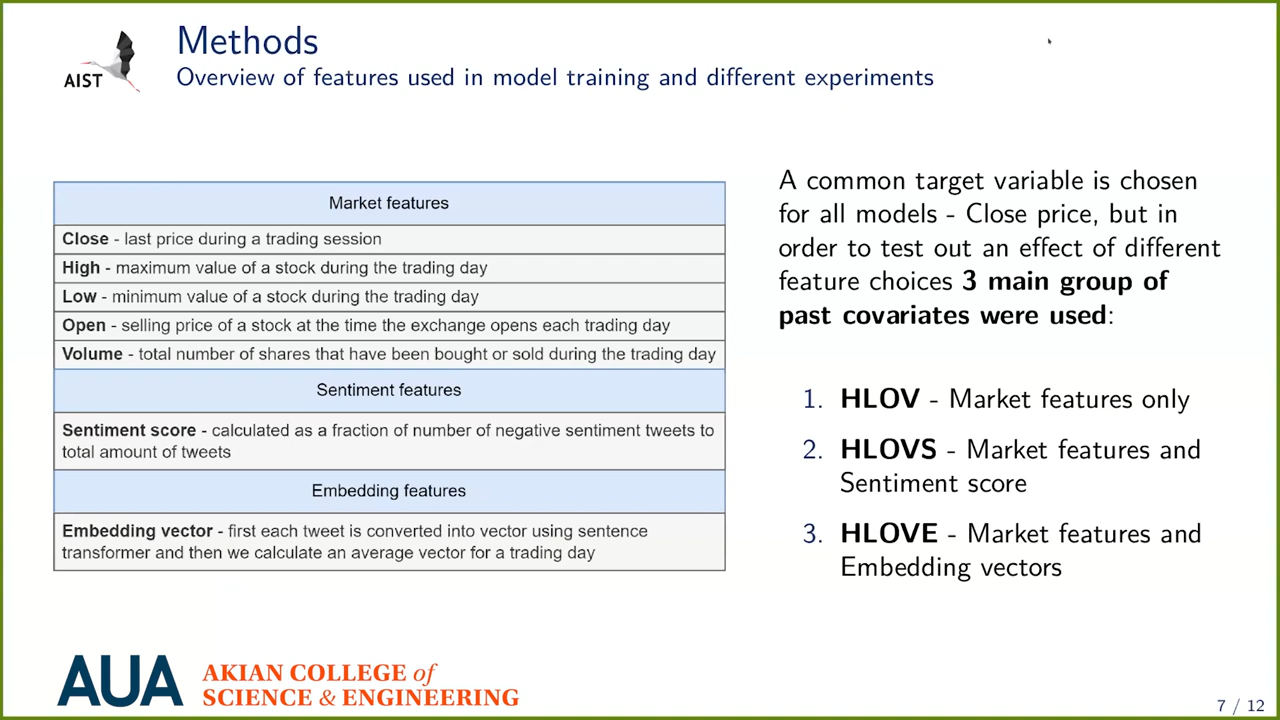 AIST
Methods
Overview of features used in model training and different experiments
Market features
Close - last price during a trading session
High - maximum value of a stock during the trading day
Low - minimum value of a stock during the trading day
Open - selling price of a stock at the time the exchange opens each trading day
Volume - total number of shares that have been bought or sold during the trading day
Sentiment features
Sentiment score - calculated as a fraction of number of negative sentiment tweets to
total amount of tweets
Embedding features
Embedding vector - first each tweet is converted into vector using sentence
transformer and then we calculate an average vector for a trading day
A common target variable is chosen
for all models - Close price, but in
order to test out an effect of different
feature choices 3 main group of
past covariates were used:
1. HLOV - Market features only
2. HLOVS - Market features and
Sentiment score
3. HLOVE - Market features and
Embedding vectors
AUA
AKIAN COLLEGE of
SCIENCE & ENGINEERING
7 / 12